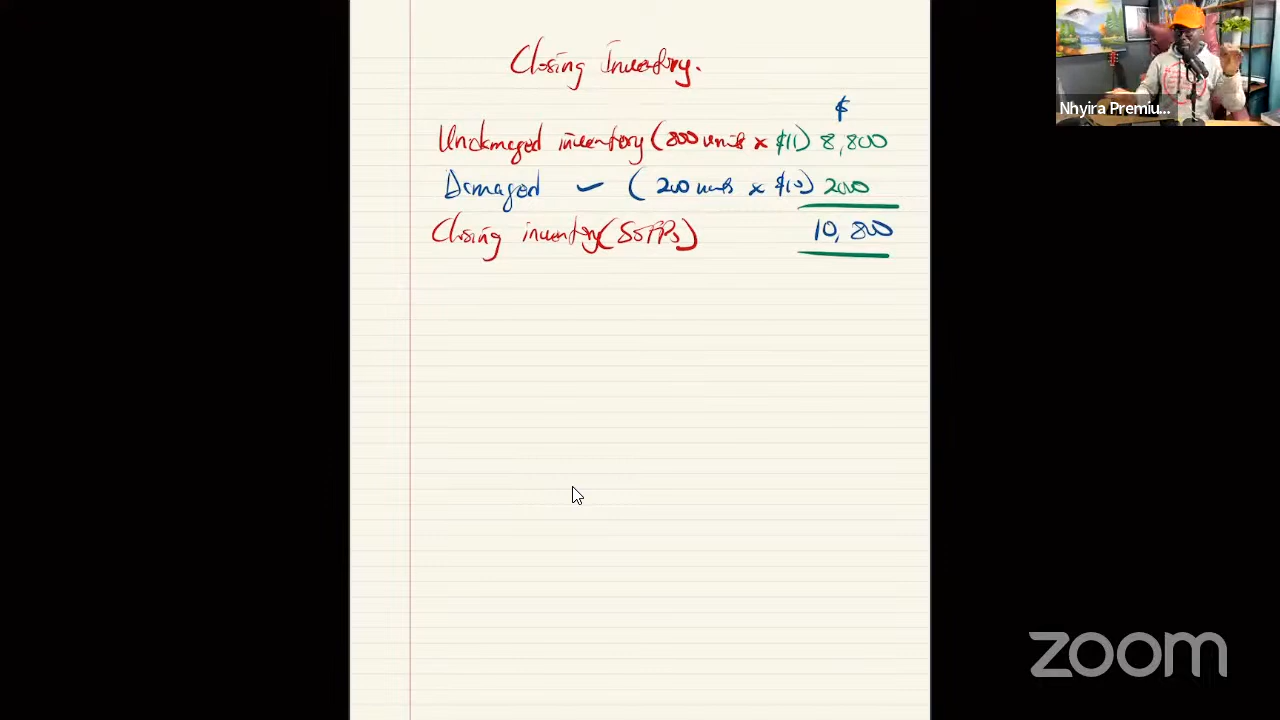 Closing Inventory.
$
Undamaged inventory (800 units x $11) 8,800
Damaged ~ (200 units x $10) 2000
Closing inventory (SOFPs) 10,800
Nhyira Premiu...
zoom